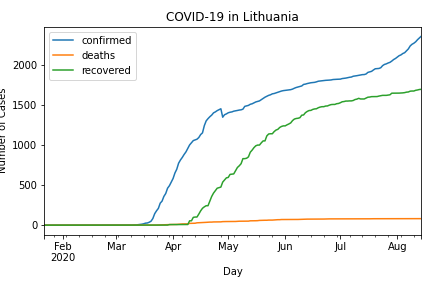 COVID-19 in Lithuania
confirmed
deaths
recovered
Number of Cases
2000
1500
1000
500
0
Feb Mar Apr May Jun Jul Aug
2020
Day